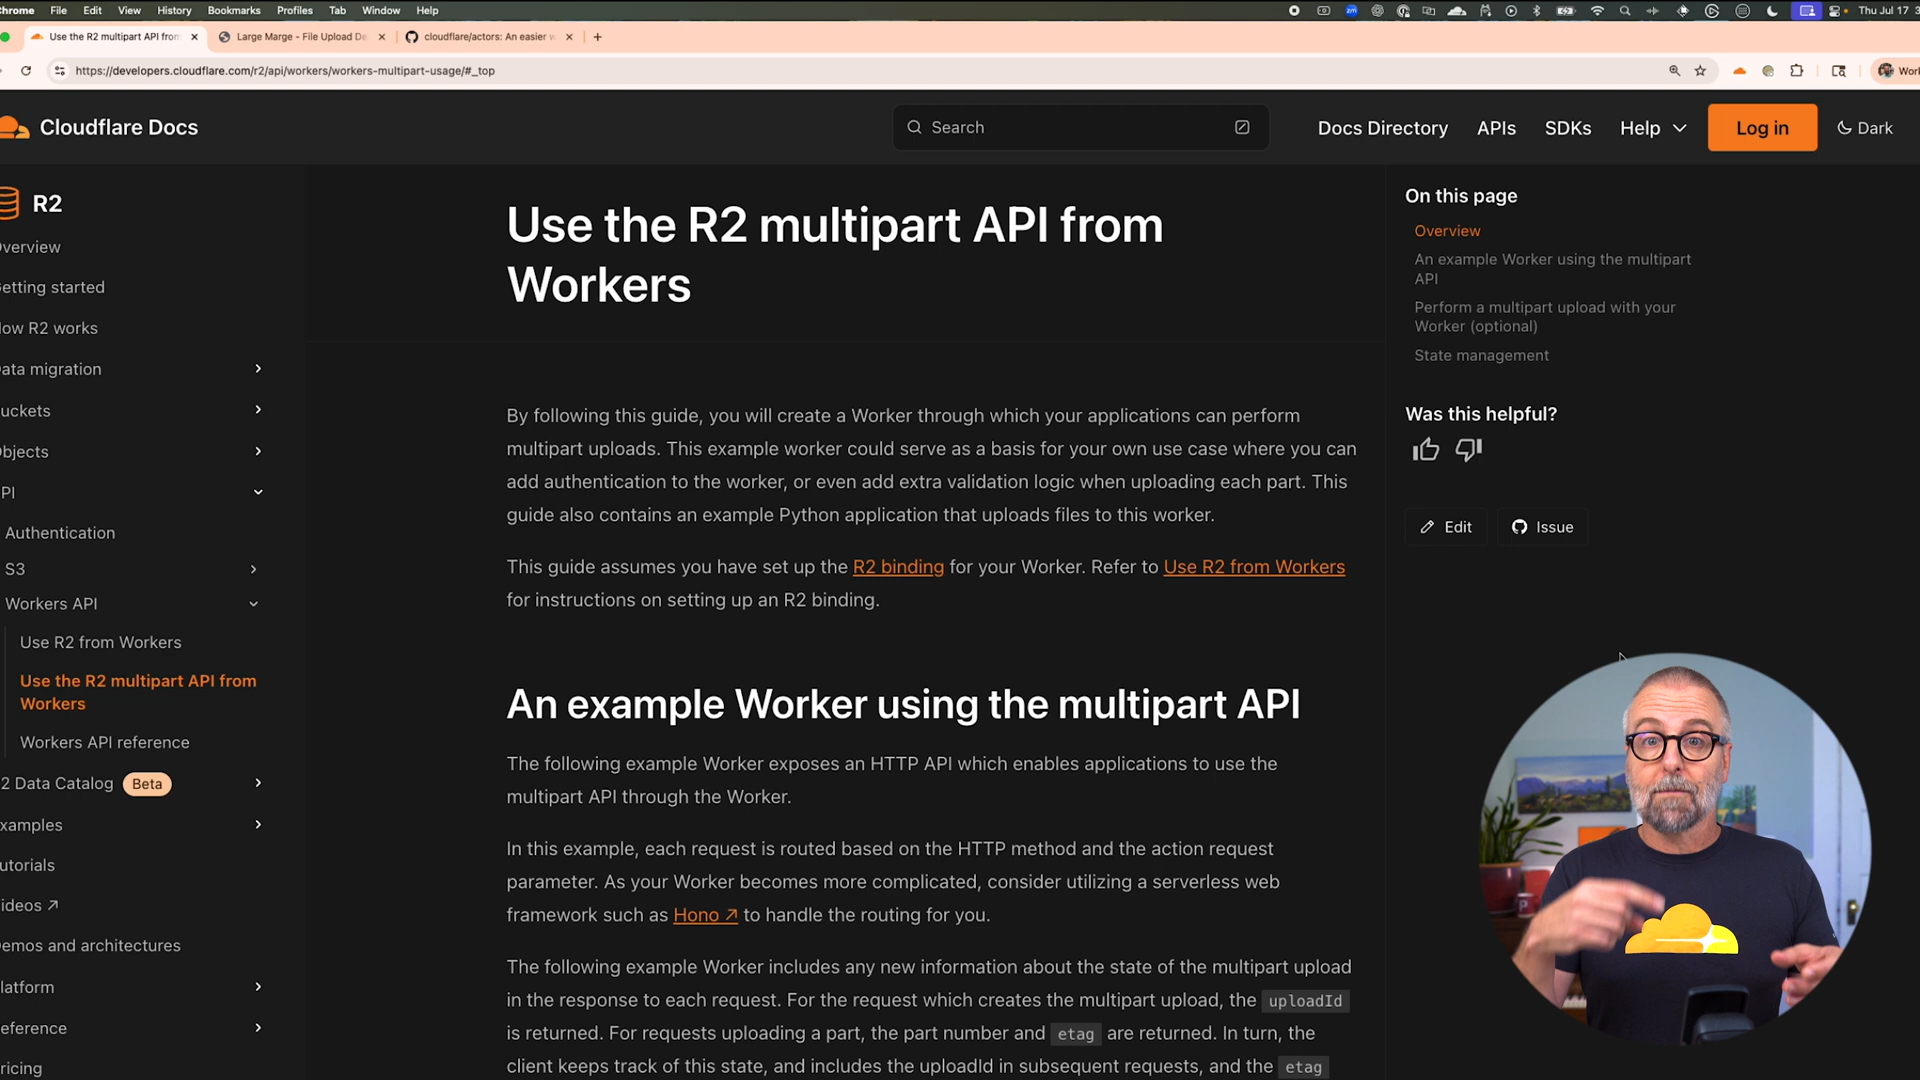 Chrome File Edit View History Bookmarks Profiles Tab Window Help
Thu Jul 17 3
Use the R2 multipart API from
Large Marge - File Upload De
cloudflare/actors: An easier w
https://developers.cloudflare.com/r2/api/workers/workers-multipart-usage/#_top
Work
Cloudflare Docs
Search
Docs Directory
APIs
SDKs
Help
Log in
Dark
R2
verview
etting started
ow R2 works
ata migration
uckets
bjects
PI
Authentication
S3
Workers API
Use R2 from Workers
Use the R2 multipart API from
Workers
Workers API reference
2 Data Catalog Beta
xamples
utorials
ideos
emos and architectures
latform
eference
ricing
Use the R2 multipart API from
Workers
By following this guide, you will create a Worker through which your applications can perform
multipart uploads. This example worker could serve as a basis for your own use case where you can
add authentication to the worker, or even add extra validation logic when uploading each part. This
guide also contains an example Python application that uploads files to this worker.
This guide assumes you have set up the R2 binding for your Worker. Refer to Use R2 from Workers
for instructions on setting up an R2 binding.
An example Worker using the multipart API
The following example Worker exposes an HTTP API which enables applications to use the
multipart API through the Worker.
In this example, each request is routed based on the HTTP method and the action request
parameter. As your Worker becomes more complicated, consider utilizing a serverless web
framework such as Hono ↗ to handle the routing for you.
The following example Worker includes any new information about the state of the multipart upload
in the response to each request. For the request which creates the multipart upload, the uploadId
is returned. For requests uploading a part, the part number and etag are returned. In turn, the
client keeps track of this state, and includes the uploadId in subsequent requests, and the etag
On this page
Overview
An example Worker using the multipart
API
Perform a multipart upload with your
Worker (optional)
State management
Was this helpful?
Edit
Issue